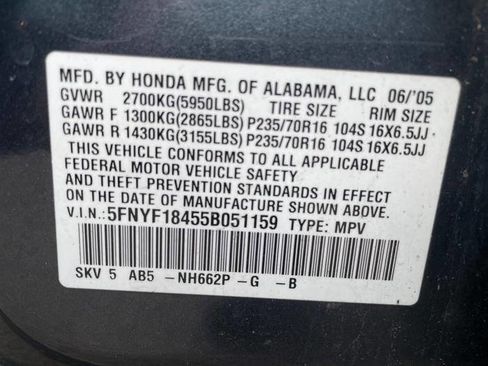 MFD. BY HONDA MFG. OF ALABAMA, LLC 06/'05
GVWR 2700KG(5950LBS) TIRE SIZE RIM SIZE
GAWR F 1300KG(2865LBS) P235/70R16 104S 16X6.5JJ
GAWR R 1430KG(3155LBS) P235/70R16 104S 16X6.5JJ
THIS VEHICLE CONFORMS TO ALL APPLICABLE
FEDERAL MOTOR VEHICLE SAFETY
AND THEFT PREVENTION STANDARDS IN EFFECT
ON THE DATE OF MANUFACTURE SHOWN ABOVE.
V.I.N.: 5FNYF18455B051159 TYPE: MPV
SKV 5 AB5 -NH662P -G -B